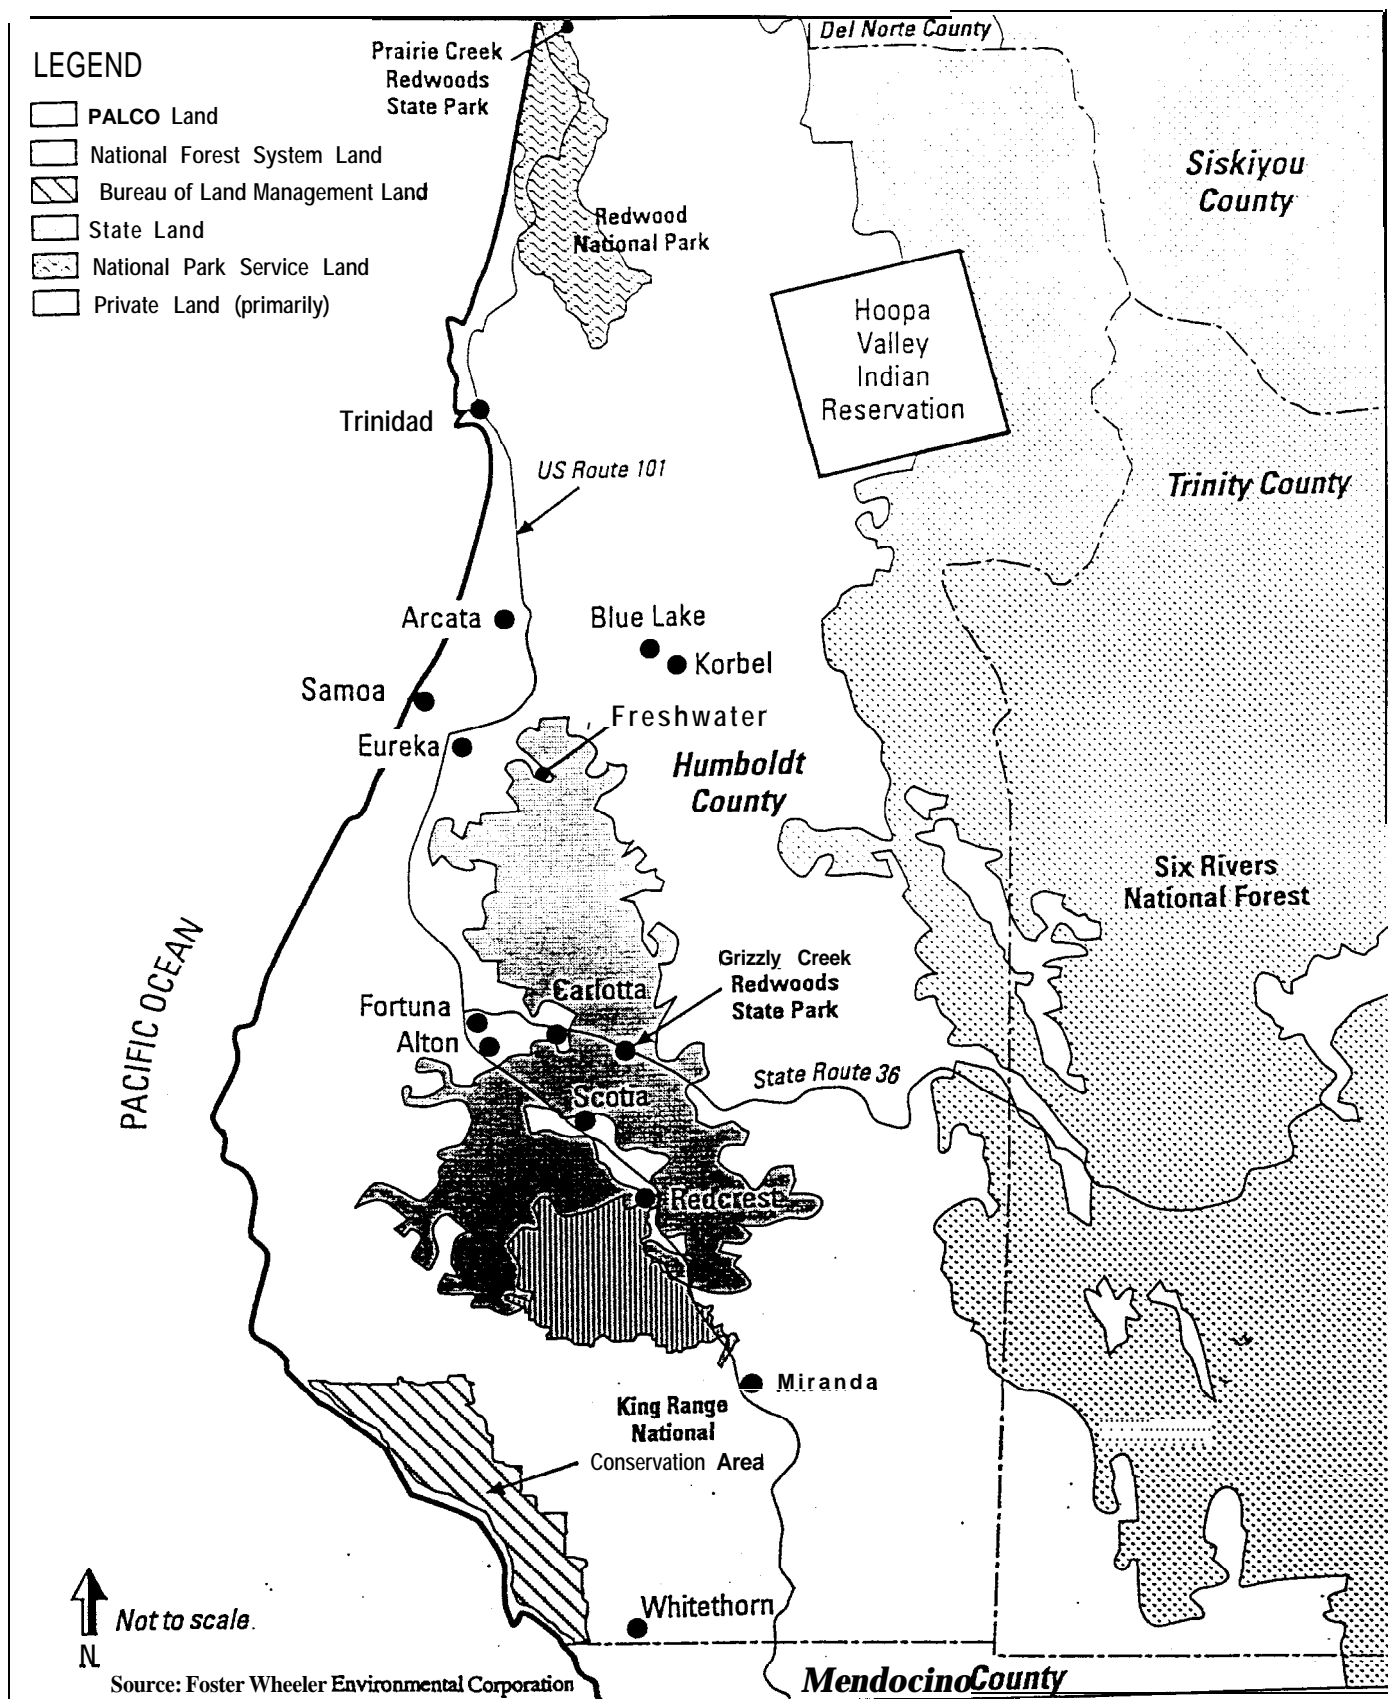 Del Norte County
Prairie Creek
Redwoods
State Park
LEGEND
PALCO Land
National Forest System Land
Bureau of Land Management Land
State Land
National Park Service Land
Private Land (primarily)
Siskiyou
County
Redwood
National Park
Hoopa
Valley
Indian
Reservation
Trinidad
US Route 101
Trinity County
Arcata
Blue Lake
Korbel
Samoa
Freshwater
Eureka
Humboldt
County
Six Rivers
National Forest
PACIFIC OCEAN
Grizzly Creek
Redwoods
State Park
Carlotta
Fortuna
Alton
State Route 36
Scotia
Redcrest
Miranda
King Range
National
Conservation Area
Whitethorn
Not to scale.
N.
Mendocino County
Source: Foster Wheeler Environmental Corporation